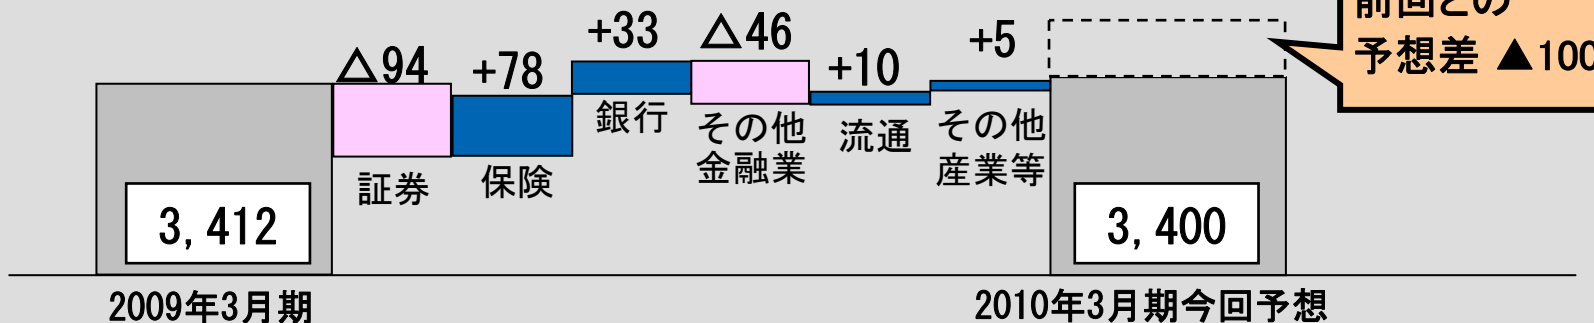 前回との
予想差 ▲100
△94
+78
+33
△46
+10
+5
証券
保険
銀行
その他
金融業
流通
その他
産業等
3,412
3,400
2009年3月期
2010年3月期今回予想